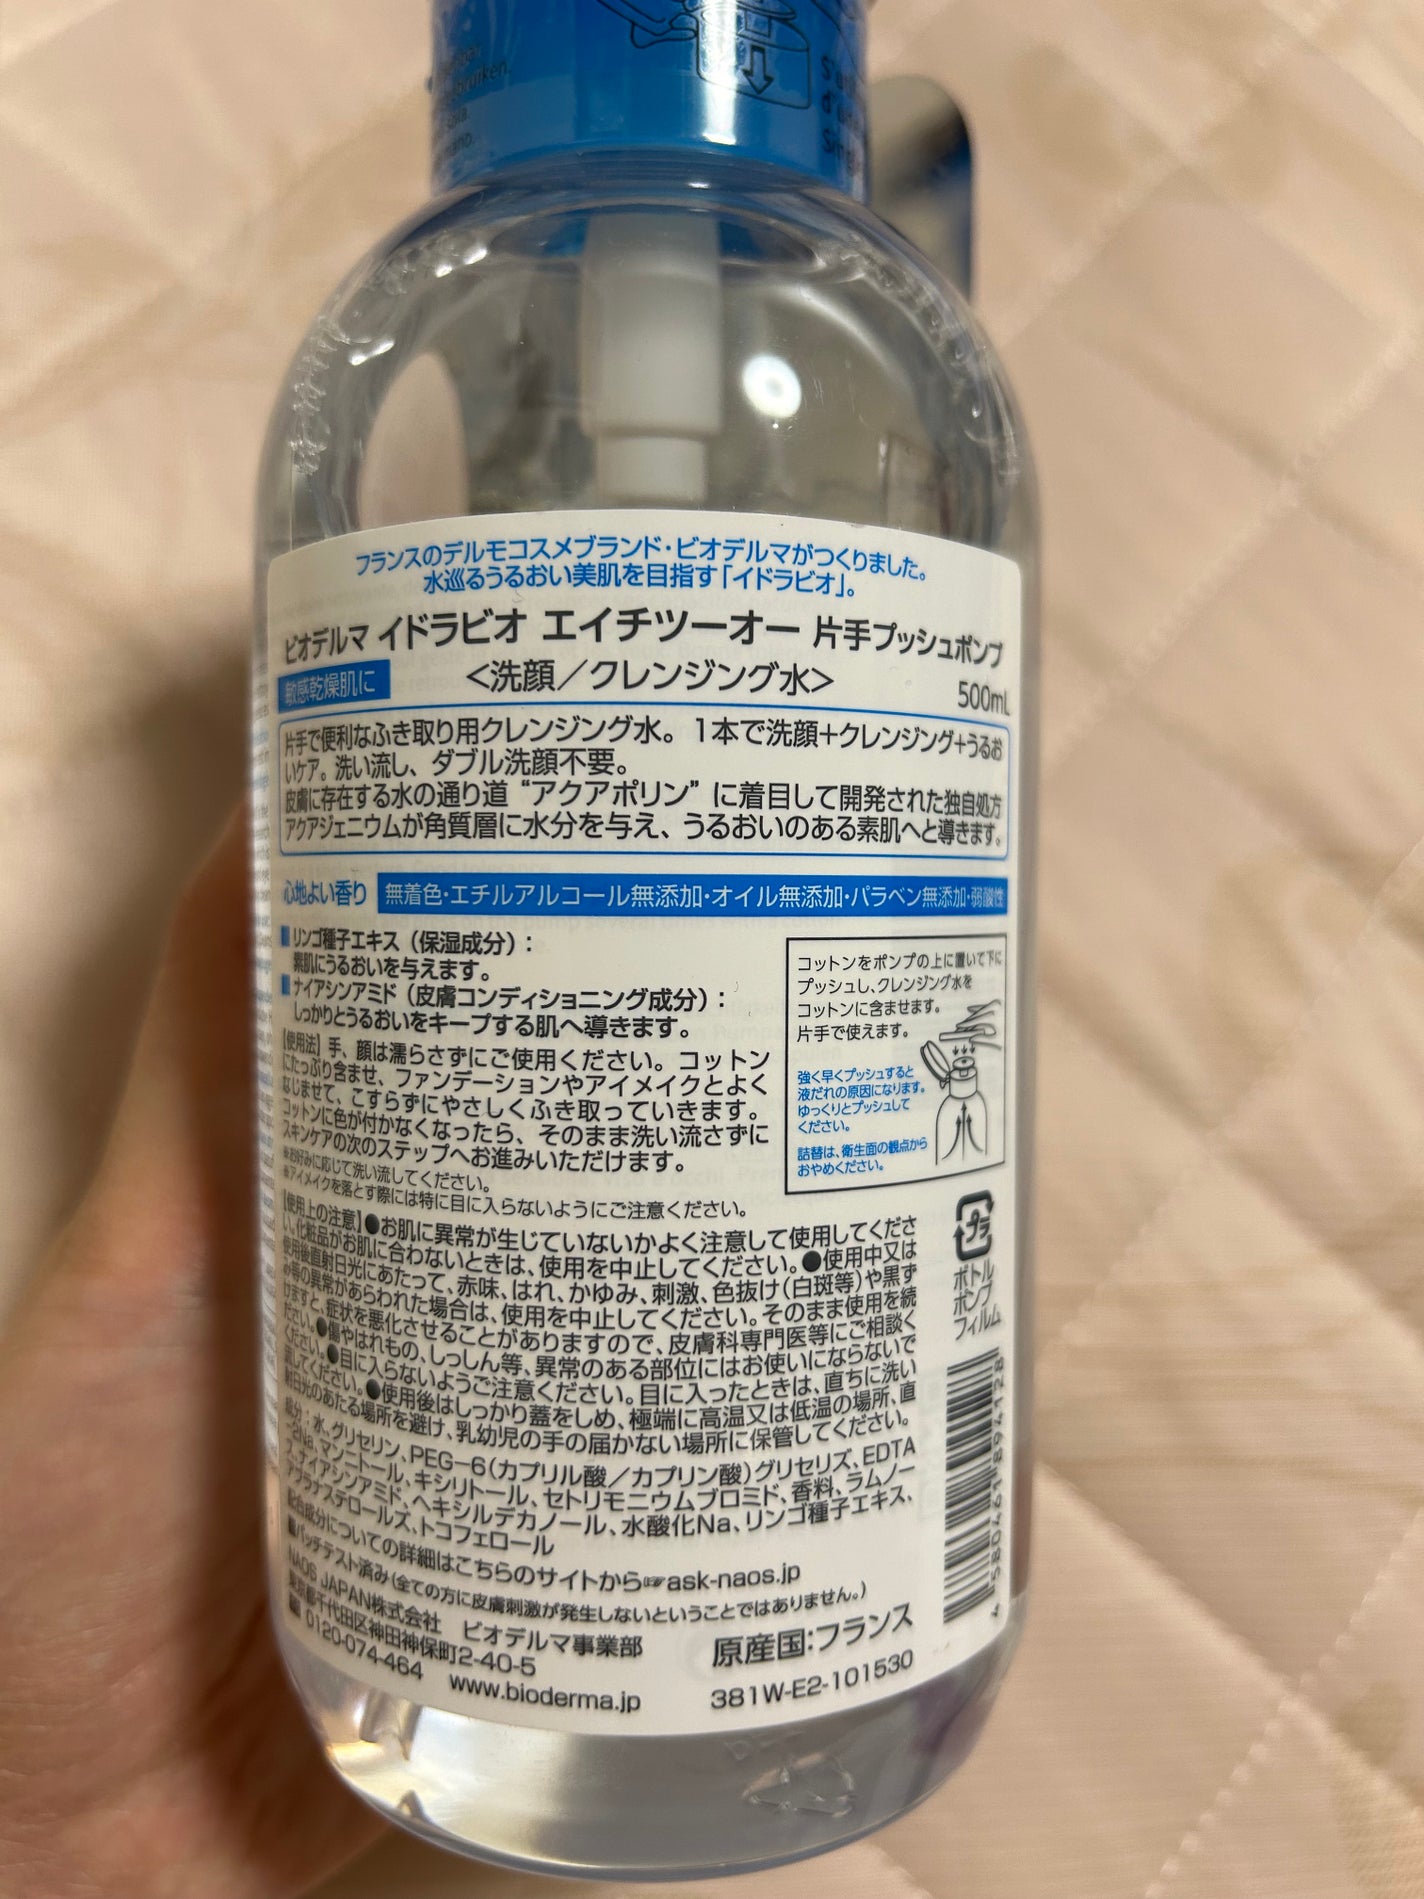 フランスのデルモコスメブランド・ビオデルマがつくりました。
水巡るうるおい美肌を目指す「イドラビオ」。
ビオデルマ イドラビオ エイチツーオー 片手プッシュポンプ
<洗顔／クレンジング水>
500mL
敏感乾燥肌に
片手で便利なふき取り用クレンジング水。1本で洗顔+クレンジング+うるお
いケア。洗い流し、ダブル洗顔不要。
皮膚に存在する水の通り道“アクアポリン”に着目して開発された独自処方
アクアジェニウムが角質層に水分を与え、うるおいのある素肌へと導きます。
心地よい香り
無着色・エチルアルコール無添加・オイル無添加・パラベン無添加・弱酸性
リンゴ種子エキス（保湿成分）：
素肌にうるおいを与えます。
ナイアシンアミド（皮膚コンディショニング成分）：
しっかりとうるおいをキープする肌へ導きます。
【使用法】手、顔は濡らさずにご使用ください。コットン
にたっぷり含ませ、ファンデーションやアイメイクとよく
なじませて、こすらずにやさしくふき取っていきます。
コットンに色が付かなくなったら、そのまま洗い流さずに
スキンケアの次のステップへお進みいただけます。
※お好みに応じて洗い流してください。
※アイメイクを落とす際には特に目に入らないようにご注意ください。
コットンをポンプの上に置いて下に
プッシュし、クレンジング水を
コットンに含ませます。
片手で使えます。
強く早くプッシュすると
液だれの原因になります。
ゆっくりとプッシュして
ください。
詰替は、衛生面の観点から
おやめください。
【使用上の注意】●お肌に異常が生じていないかよく注意して使用してくださ
い。化粧品がお肌に合わないときは、使用を中止してください。●使用中又は
使用後直射日光にあたって、赤味、はれ、かゆみ、刺激、色抜け(白斑等)や黒ず
み等の異常があらわれた場合は、使用を中止してください。そのまま使用を続
けますと、症状を悪化させることがありますので、皮膚科専門医等にご相談く
ださい。●傷やはれもの、しっしん等、異常のある部位にはお使いにならないで
ください。●目に入らないようご注意ください。目に入ったときは、直ちに洗い
流してください。●使用後はしっかり蓋をしめ、極端に高温又は低温の場所、直
射日光のあたる場所を避け、乳幼児の手の届かない場所に保管してください。
成分：水、グリセリン、PEG-6(カプリル酸／カプリン酸)グリセリズ、EDTA
-2Na、マンニトール、キシリトール、セトリモニウムブロミド、香料、ラムノー
ス、ナイアシンアミド、ヘキシルデカノール、水酸化Na、リンゴ種子エキス、
アブラナステロールズ、トコフェロール
配合成分についての詳細はこちらのサイトから☞ask-naos.jp
■パッチテスト済み(全ての方に皮膚刺激が発生しないということではありません。)
NAOS JAPAN株式会社 ビオデルマ事業部
東京都千代田区神田神保町2-40-5
0120-074-464 www.bioderma.jp
原産国：フランス
381W-E2-101530
プラ
ボトル
ポンプ
フィルム